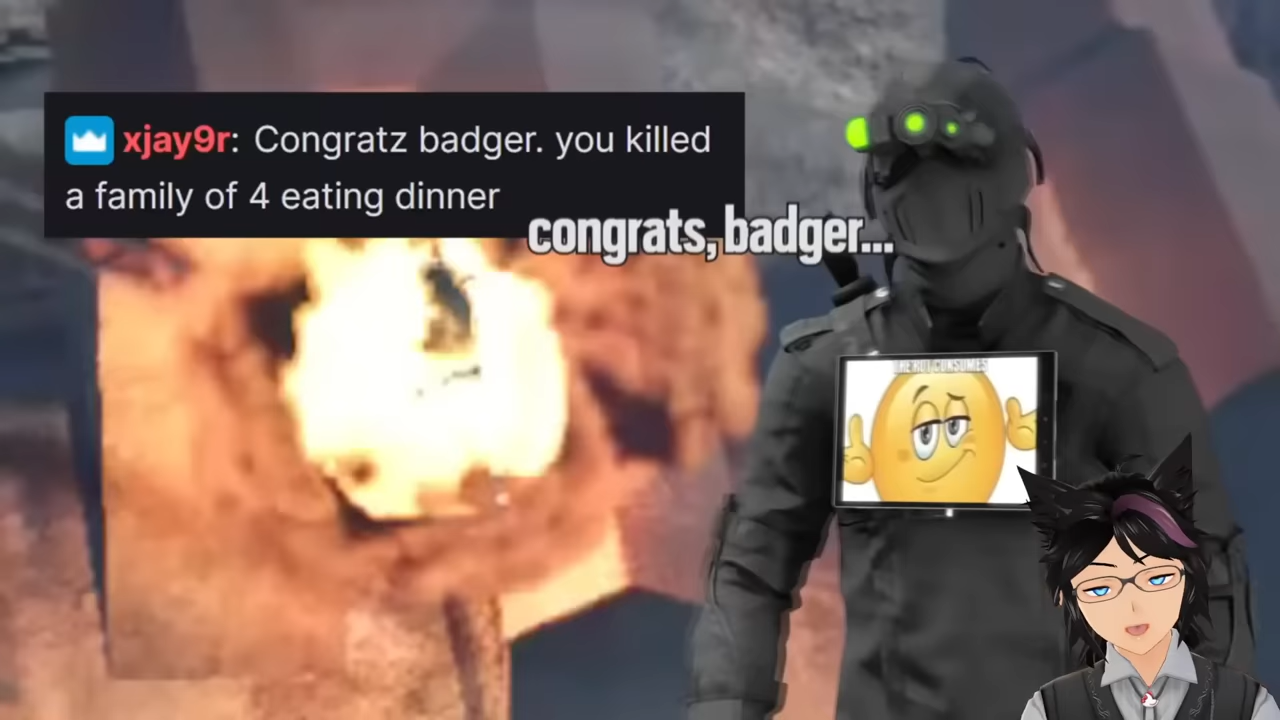 xjay9r: Congratz badger. you killed
a family of 4 eating dinner
congrats, badger...
THE ROT CONSUMES